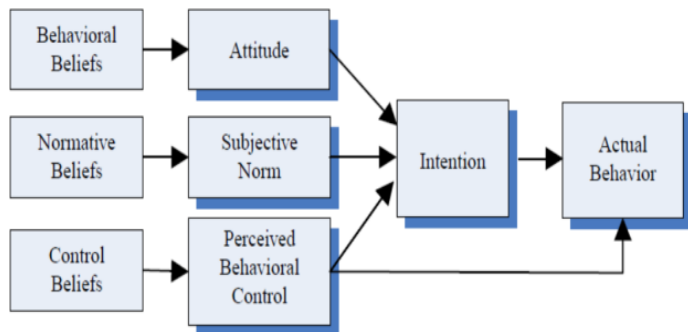 Behavioral
Beliefs
Attitude
Normative
Beliefs
Subjective
Norm
Intention
Actual
Behavior
Control
Beliefs
Perceived
Behavioral
Control